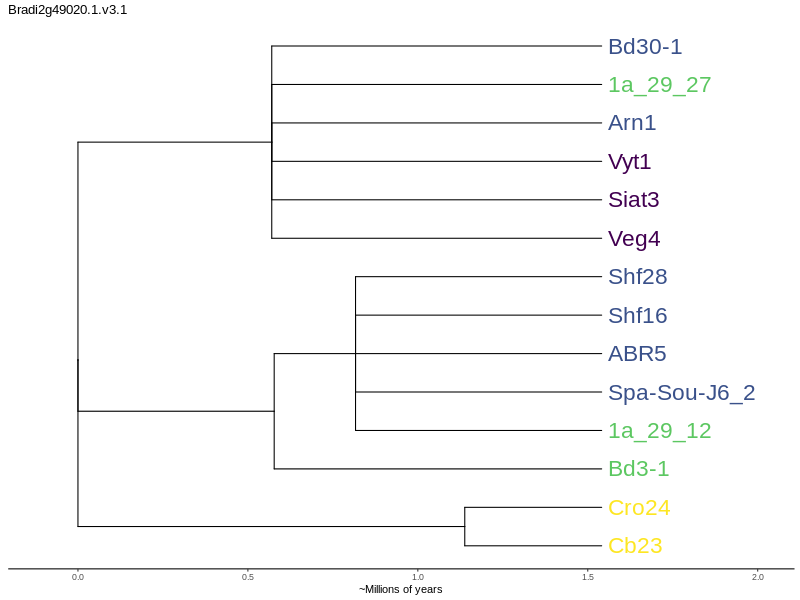 Bradi2g49020.1.v3.1
Bd30-1
1a_29_27
Arn1
Vyt1
Siat3
Veg4
Shf28
Shf16
ABR5
Spa-Sou-J6_2
1a_29_12
Bd3-1
Cro24
Cb23
0.0 0.5 1.0 1.5 2.0
~Millions of years